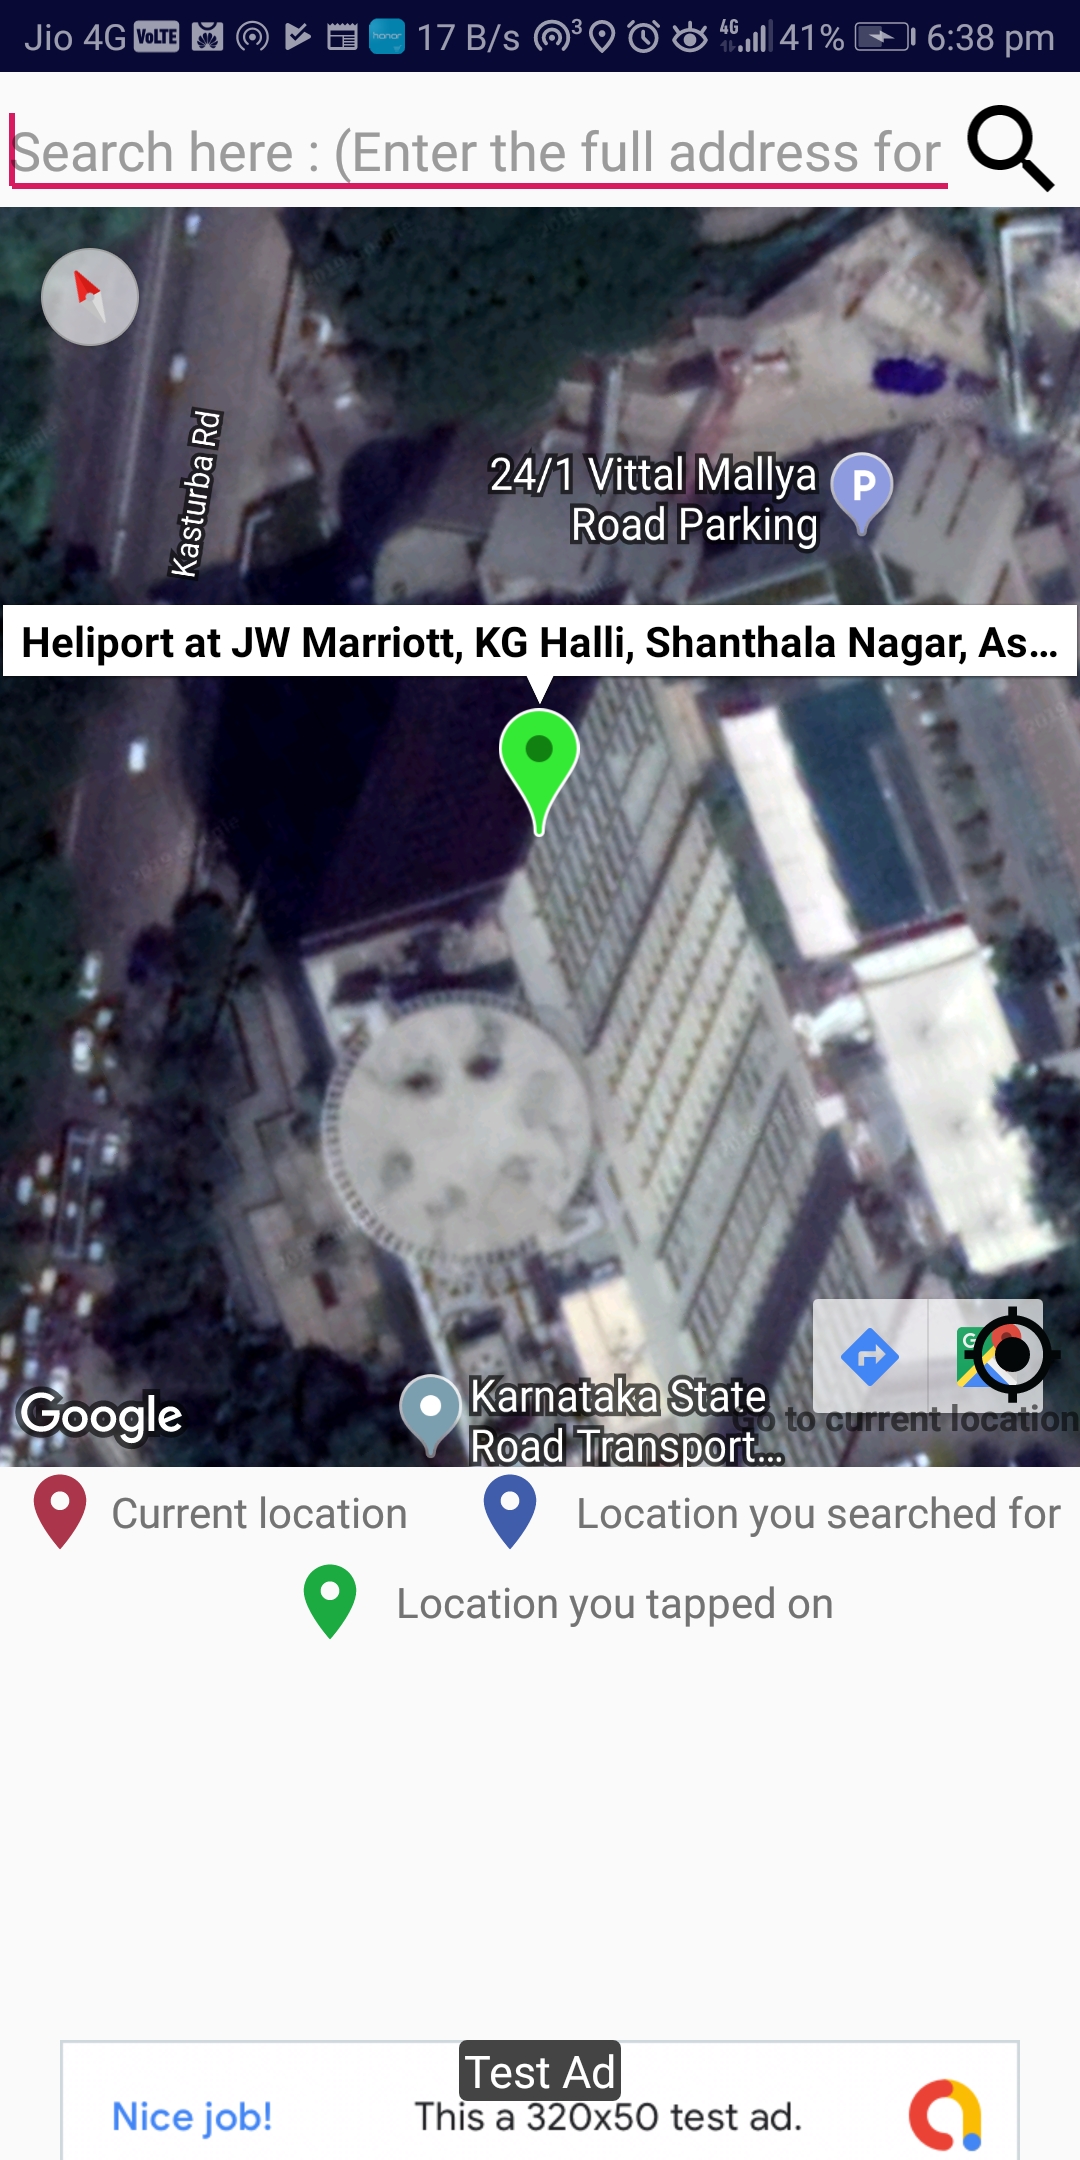 Jio 4G VoLTE honor 17 B/s 3 4G 41% 6:38 pm
Search here : (Enter the full address for
Kasturba Rd
24/1 Vittal Mallya
Road Parking
P
Heliport at JW Marriott, KG Halli, Shanthala Nagar, As...
G
Google
Karnataka State
Road Transport...
Go to current location
Current location
Location you searched for
Location you tapped on
Test Ad
Nice job!
This a 320x50 test ad.